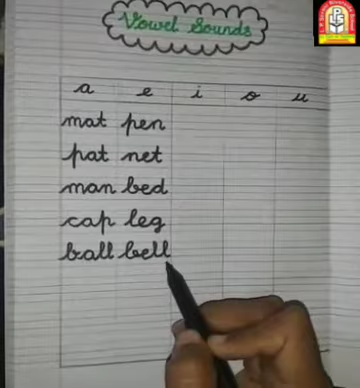 Vowel Sounds
a e i o u
mat pen
pat net
man bed
cap leg
ball bell